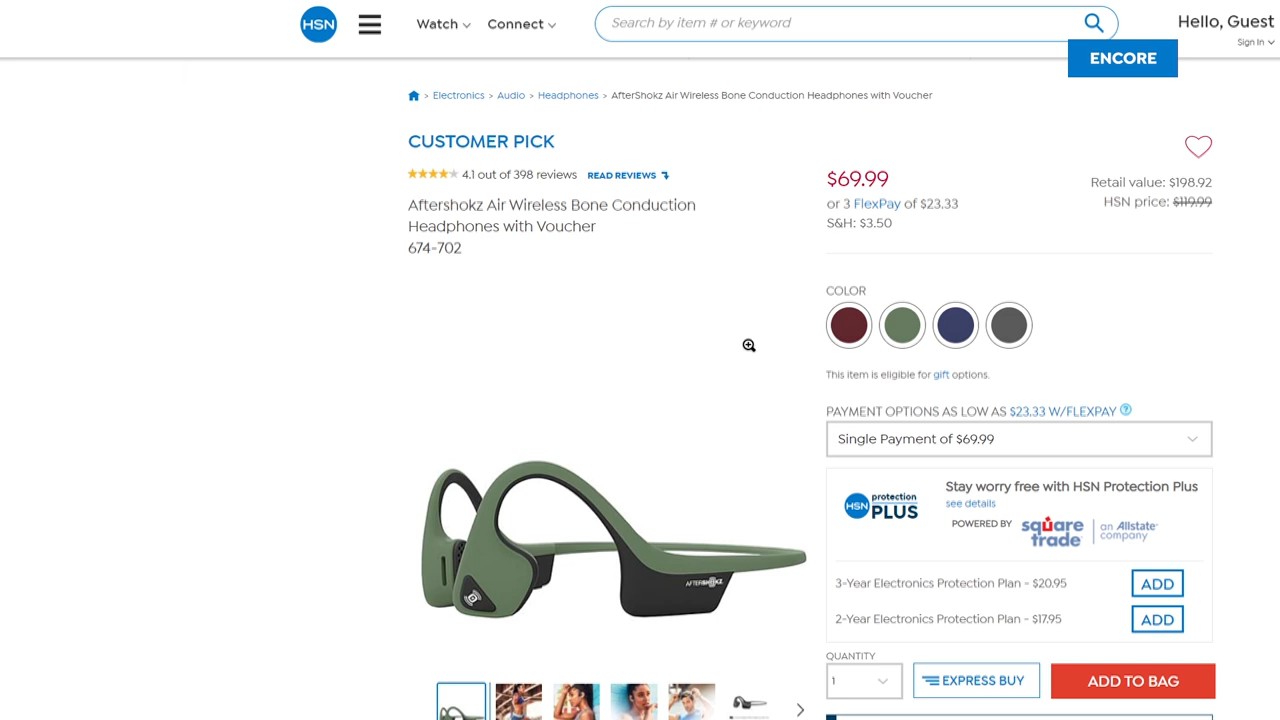 HSN
Watch
Connect
Search by item # or keyword
Hello, Guest
Sign In
ENCORE
> Electronics > Audio > Headphones > AfterShokz Air Wireless Bone Conduction Headphones with Voucher
CUSTOMER PICK
4.1 out of 398 reviews READ REVIEWS
Aftershokz Air Wireless Bone Conduction
Headphones with Voucher
674-702
$69.99
or 3 FlexPay of $23.33
S&H: $3.50
Retail value: $198.92
HSN price: $119.99
COLOR
This item is eligible for gift options.
PAYMENT OPTIONS AS LOW AS $23.33 W/FLEXPAY ?
Single Payment of $69.99
HSN protection PLUS
Stay worry free with HSN Protection Plus
see details
POWERED BY
square trade
an Allstate company
3-Year Electronics Protection Plan - $20.95 ADD
2-Year Electronics Protection Plan - $17.95 ADD
AFTERSHOKZ
QUANTITY
1
EXPRESS BUY
ADD TO BAG